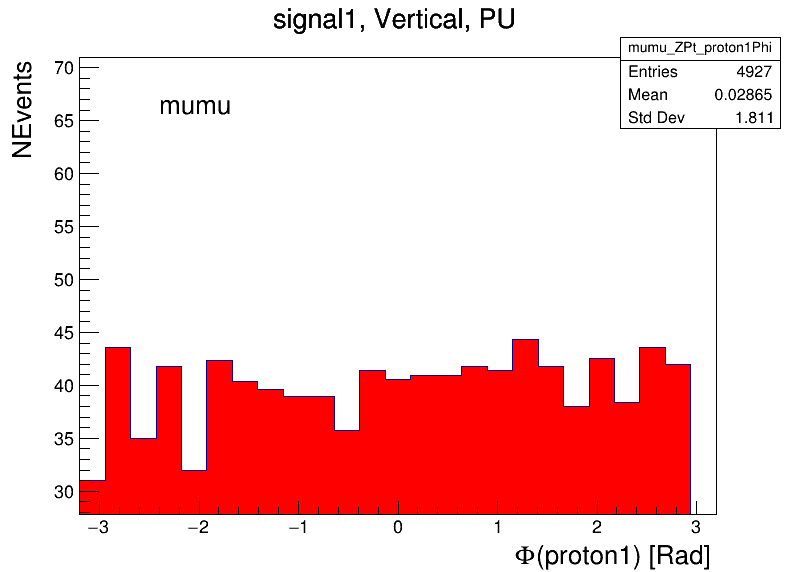 signal1, Vertical, PU
mumu_ZPt_proton1Phi
Entries 4927
Mean 0.02865
Std Dev 1.811
NEvents
mumu
70
65
60
55
50
45
40
35
30
−3 −2 −1 0 1 2 3
Φ(proton1) [Rad]